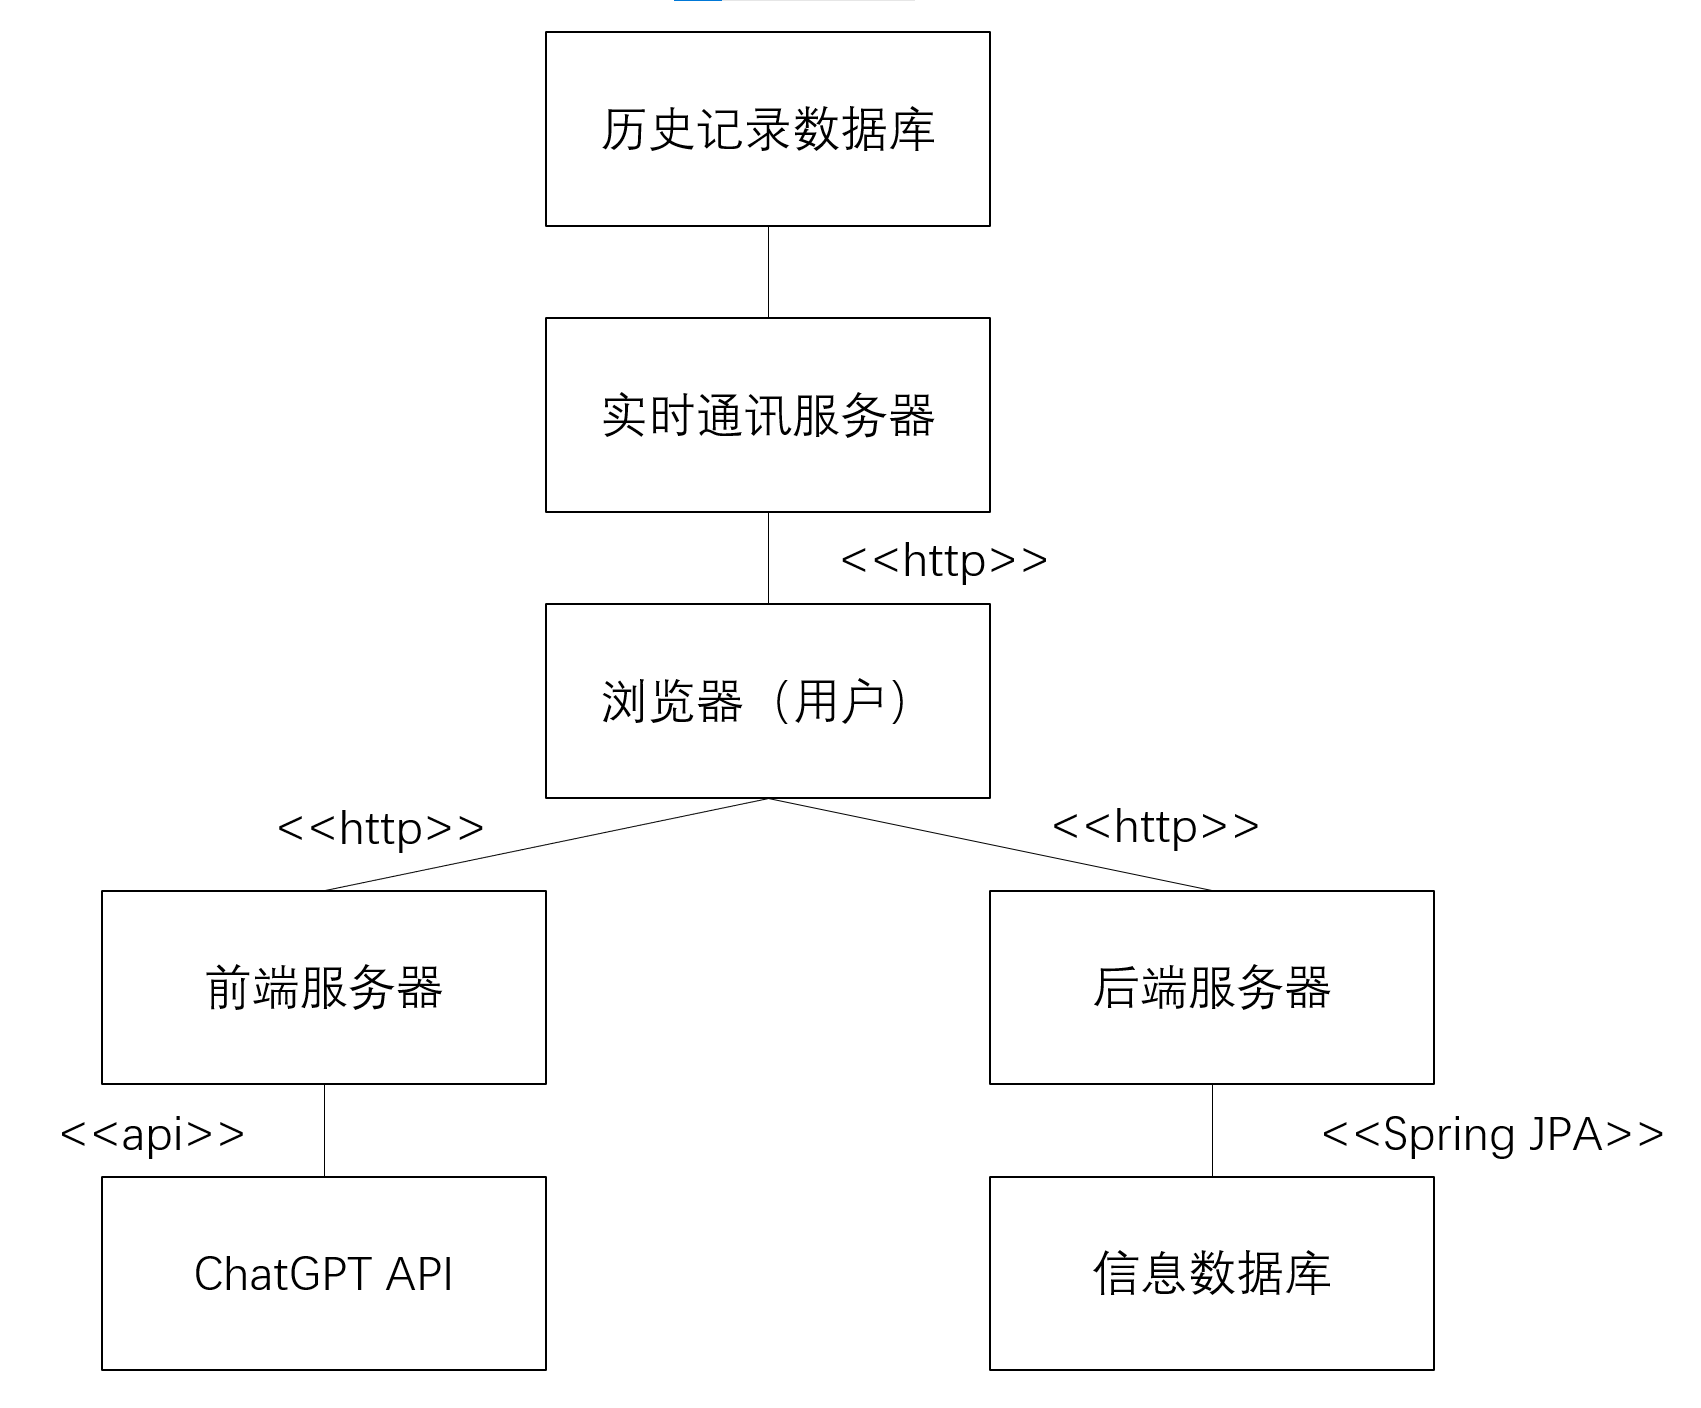 历史记录数据库
实时通讯服务器
<<http>>
浏览器（用户）
<<http>>
<<http>>
前端服务器
后端服务器
<<api>>
<<Spring JPA>>
ChatGPT API
信息数据库